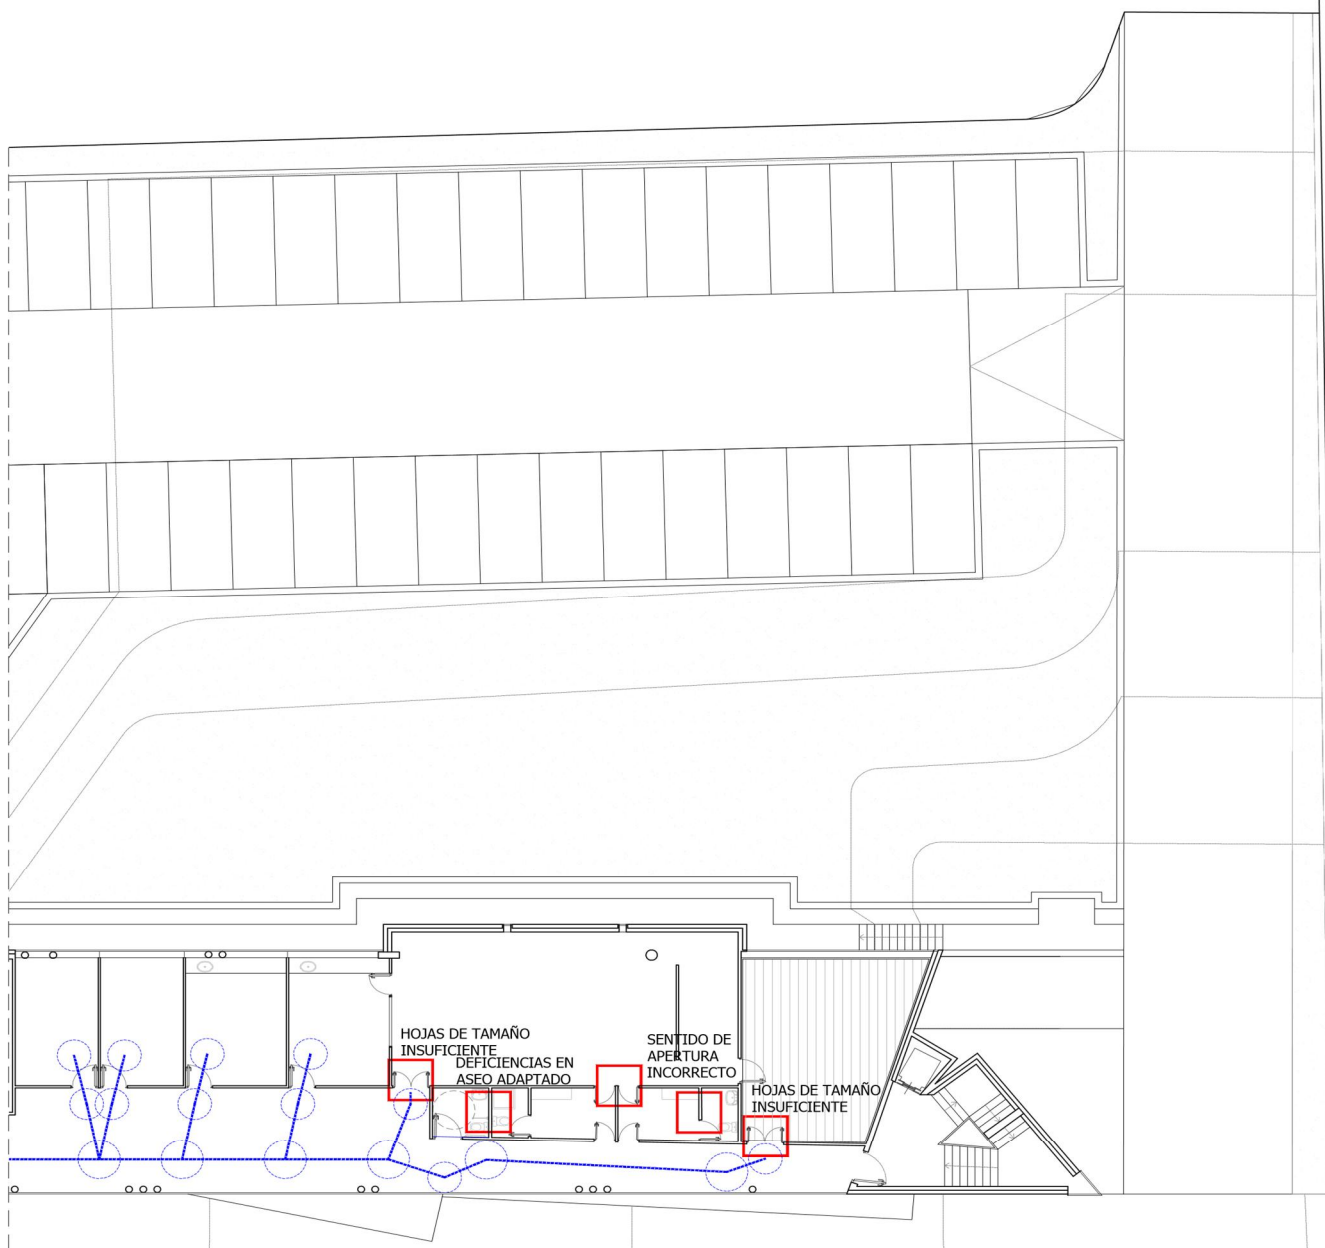 HOJAS DE TAMAÑO
INSUFICIENTE
DEFICIENCIAS EN
ASEO ADAPTADO
SENTIDO DE
APERTURA
INCORRECTO
HOJAS DE TAMAÑO
INSUFICIENTE